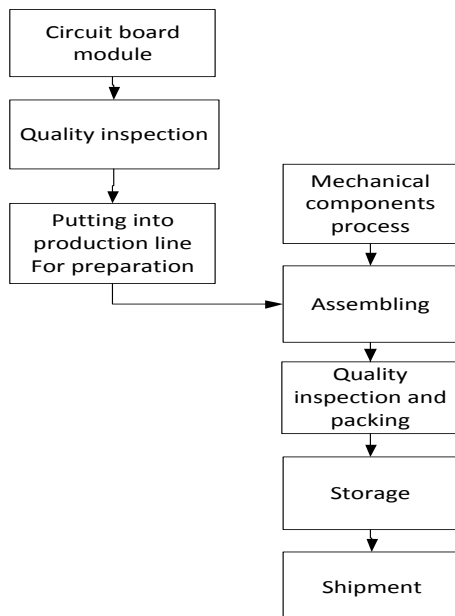 Circuit board
module
Quality inspection
Putting into
production line
For preparation
Mechanical
components
process
Assembling
Quality
inspection and
packing
Storage
Shipment